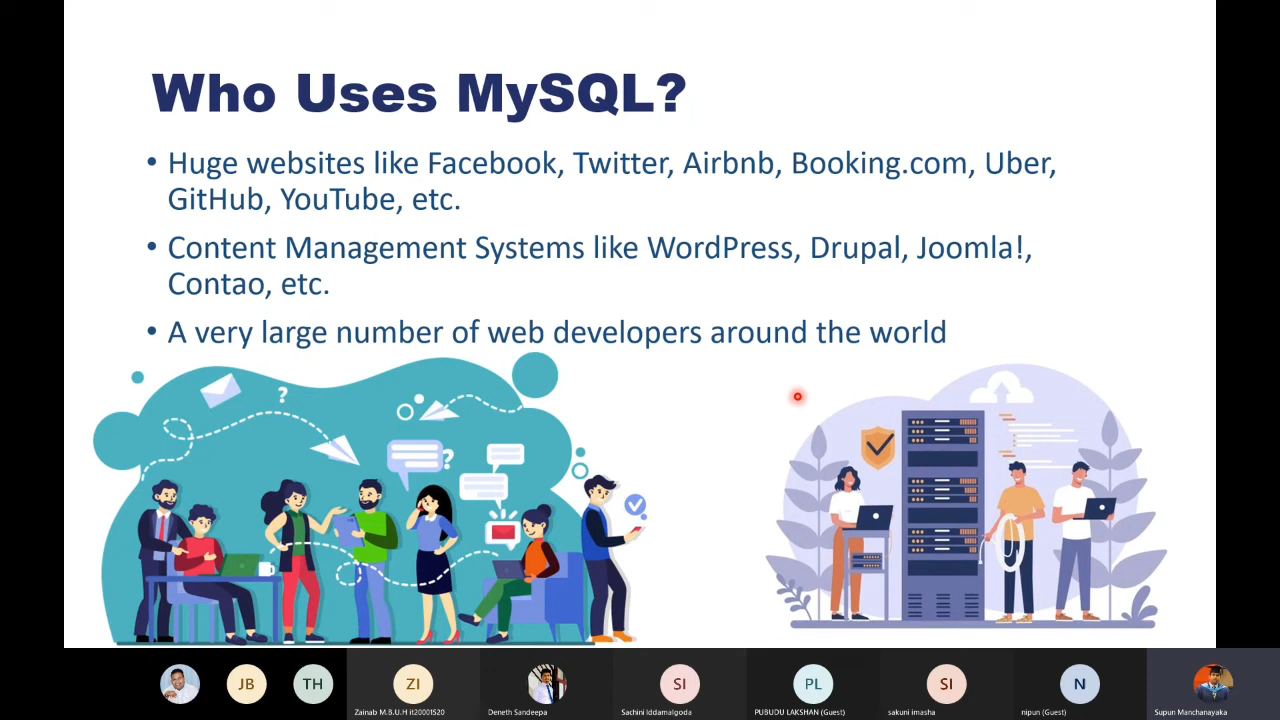 Who Uses MySQL?
• Huge websites like Facebook, Twitter, Airbnb, Booking.com, Uber,
GitHub, YouTube, etc.
• Content Management Systems like WordPress, Drupal, Joomla!,
Contao, etc.
• A very large number of web developers around the world
?
?
JB
TH
ZI
SI
PL
SI
N
Zainab M.B.U.H it20001520
Deneth Sandeepa
Sachini Iddamalgoda
PUBUDU LAKSHAN (Guest)
sakuni imasha
nipun (Guest)
Supun Manchanayaka